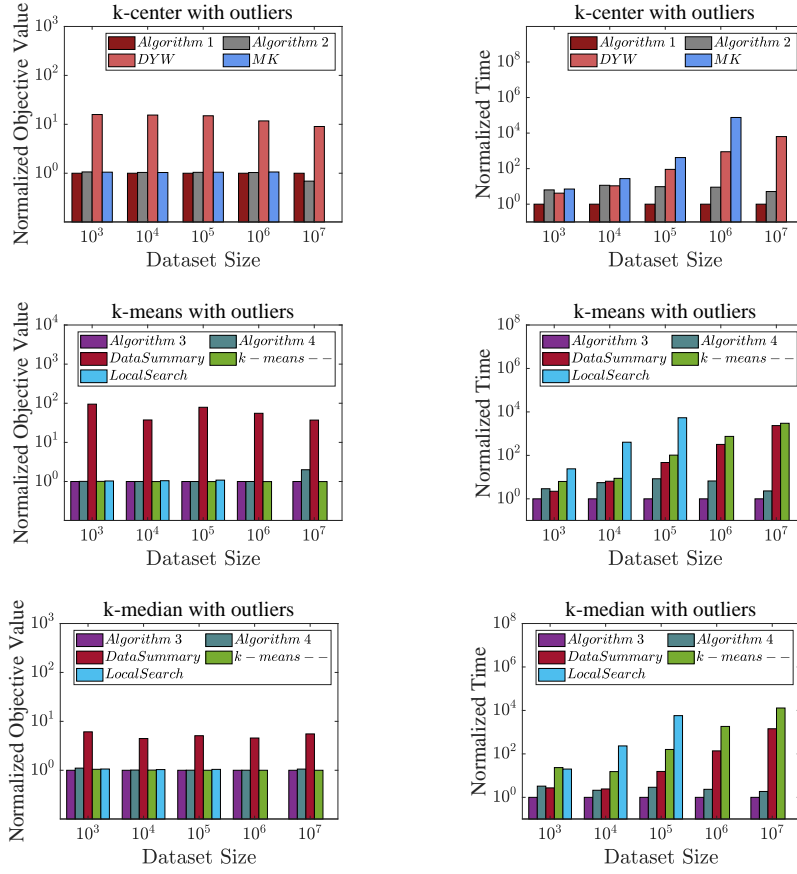 k-center with outliers
Normalized Objective Value
10^3
10^2
10^1
10^0
Algorithm 1
Algorithm 2
DYW
MK
10^3 10^4 10^5 10^6 10^7
Dataset Size
k-center with outliers
Normalized Time
10^8
10^6
10^4
10^2
10^0
Algorithm 1
Algorithm 2
DYW
MK
10^3 10^4 10^5 10^6 10^7
Dataset Size
k-means with outliers
Normalized Objective Value
10^4
10^3
10^2
10^1
10^0
Algorithm 3
Algorithm 4
DataSummary
k − means − −
LocalSearch
10^3 10^4 10^5 10^6 10^7
Dataset Size
k-means with outliers
Normalized Time
10^8
10^6
10^4
10^2
10^0
Algorithm 3
Algorithm 4
DataSummary
k − means − −
LocalSearch
10^3 10^4 10^5 10^6 10^7
Dataset Size
k-median with outliers
Normalized Objective Value
10^3
10^2
10^1
10^0
Algorithm 3
Algorithm 4
DataSummary
k − means − −
LocalSearch
10^3 10^4 10^5 10^6 10^7
Dataset Size
k-median with outliers
Normalized Time
10^8
10^6
10^4
10^2
10^0
Algorithm 3
Algorithm 4
DataSummary
k − means − −
LocalSearch
10^3 10^4 10^5 10^6 10^7
Dataset Size